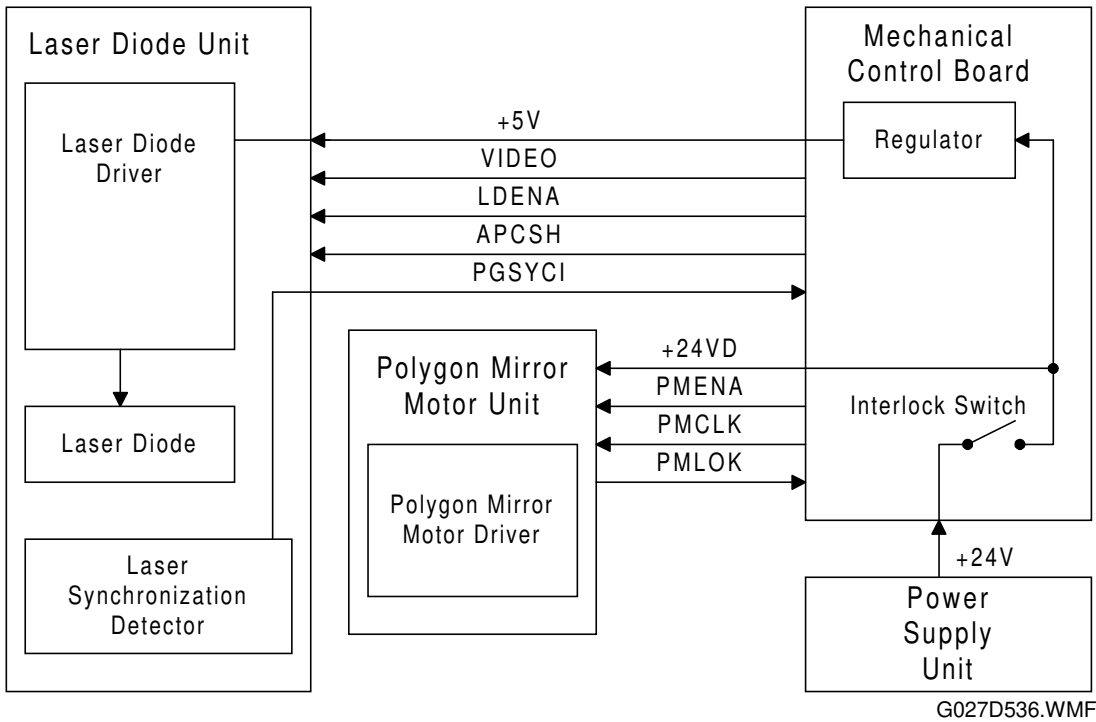 Laser Diode Unit
Laser Diode
Driver
Laser Diode
Laser
Synchronization
Detector
+5V
VIDEO
LDENA
APCSH
PGSYCI
Polygon Mirror
Motor Unit
Polygon Mirror
Motor Driver
+24VD
PMENA
PMCLK
PMLOK
Mechanical
Control Board
Regulator
Interlock Switch
+24V
Power
Supply
Unit
G027D536.WMF